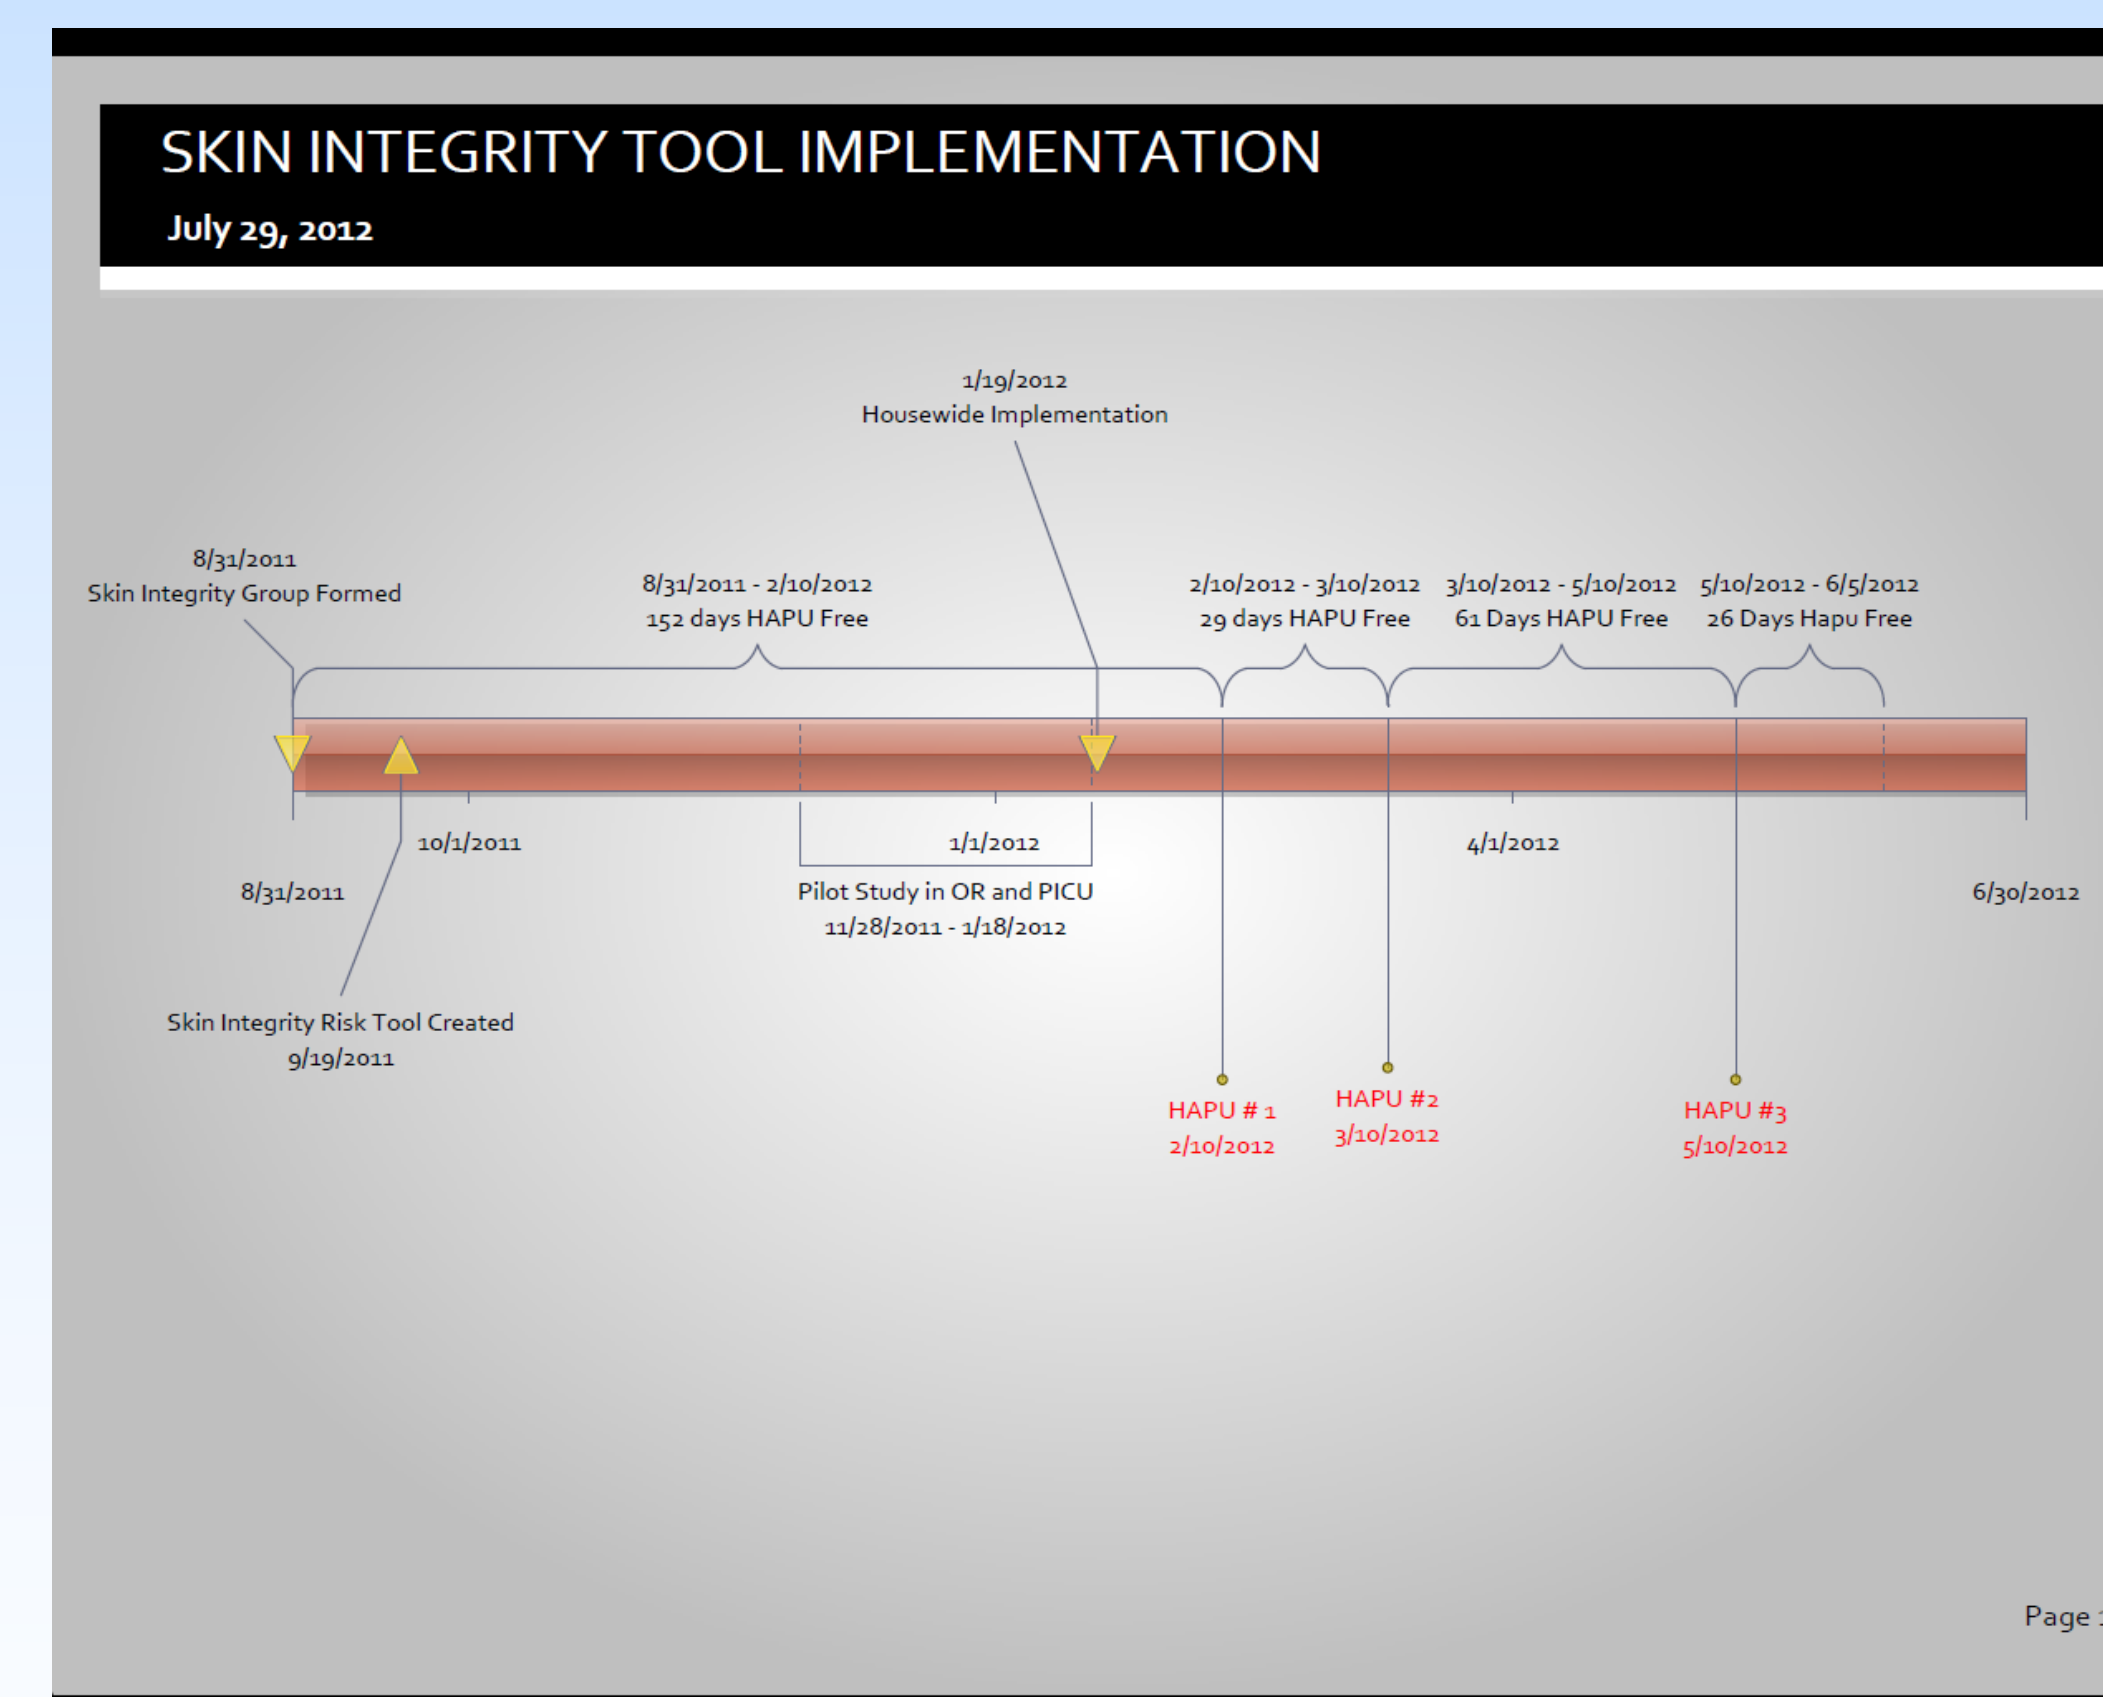 SKIN INTEGRITY TOOL IMPLEMENTATION
July 29, 2012
1/19/2012
Housewide Implementation
8/31/2011
Skin Integrity Group Formed
8/31/2011 - 2/10/2012
152 days HAPU Free
2/10/2012 - 3/10/2012
29 days HAPU Free
3/10/2012 - 5/10/2012
61 Days HAPU Free
5/10/2012 - 6/5/2012
26 Days Hapu Free
10/1/2011
1/1/2012
4/1/2012
8/31/2011
6/30/2012
Pilot Study in OR and PICU
11/28/2011 - 1/18/2012
Skin Integrity Risk Tool Created
9/19/2011
HAPU # 1
2/10/2012
HAPU #2
3/10/2012
HAPU #3
5/10/2012
Page